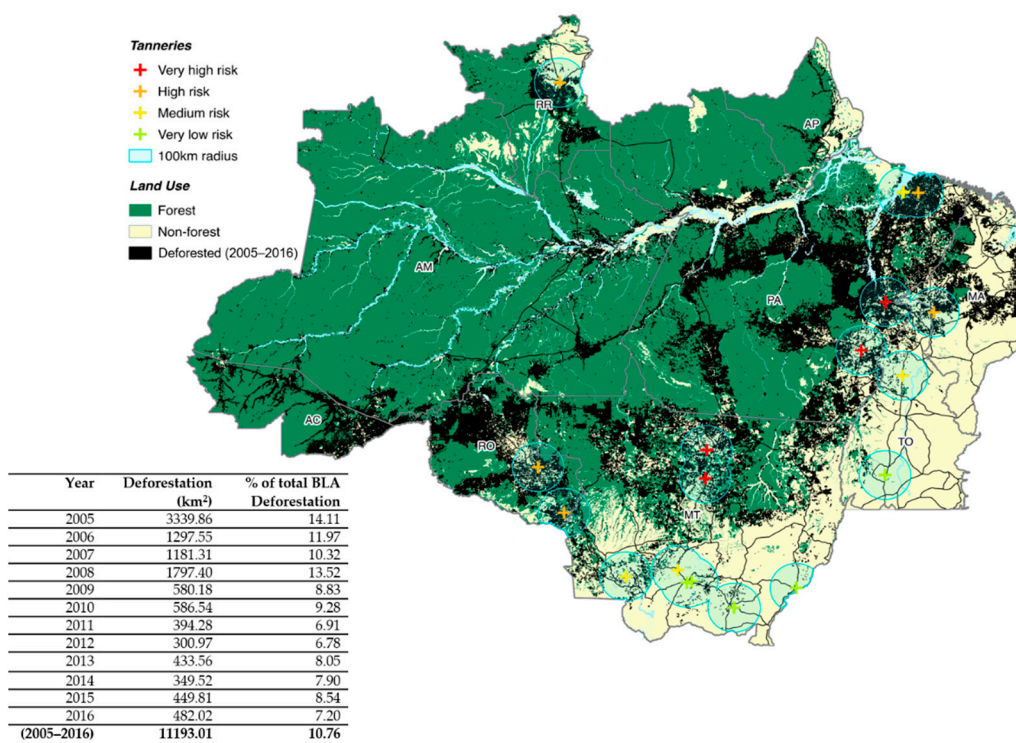 Tanneries
Very high risk
High risk
Medium risk
Very low risk
100km radius
Land Use
Forest
Non-forest
Deforested (2005–2016)
RR
AP
AM
PA
MA
AC
RO
TO
MT
Year Deforestation (km²) % of total BLA Deforestation
2005 3339.86 14.11
2006 1297.55 11.97
2007 1181.31 10.32
2008 1797.40 13.52
2009 580.18 8.83
2010 586.54 9.28
2011 394.28 6.91
2012 300.97 6.78
2013 433.56 8.05
2014 349.52 7.90
2015 449.81 8.54
2016 482.02 7.20
(2005–2016) 11193.01 10.76